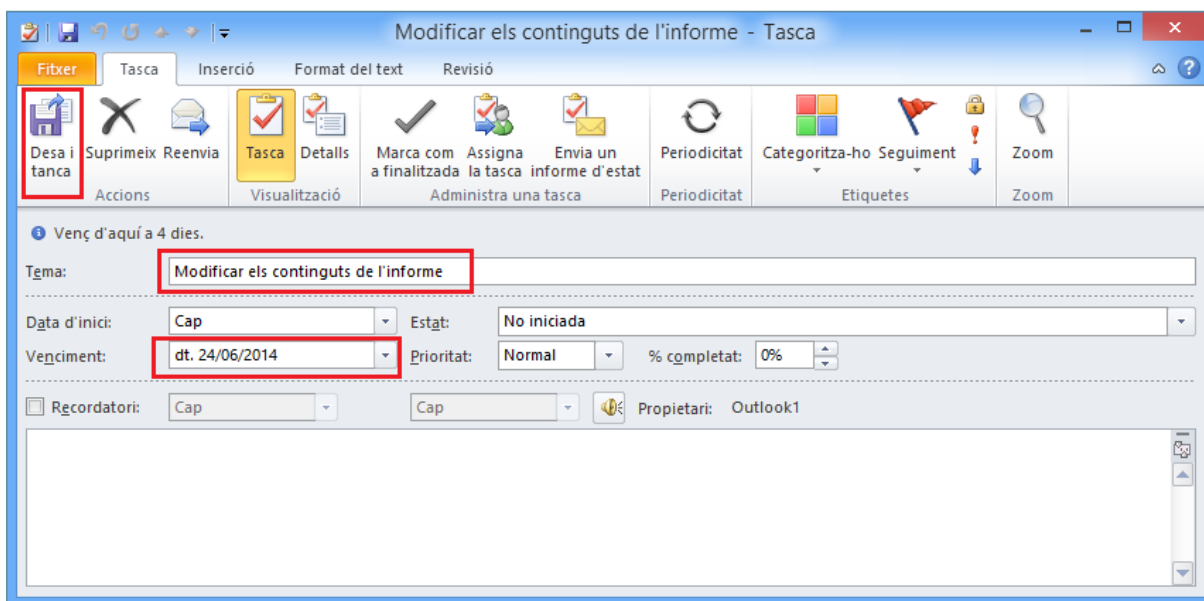 Modificar els continguts de l'informe - Tasca
Fitxer Tasca Inserció Format del text Revisió
Desa i tanca Suprimeix Reenvia Tasca Detalls Marca com a finalitzada Assigna la tasca Envia un informe d'estat Periodicitat Categoritza-ho Seguiment Zoom
Accions Visualització Administra una tasca Periodicitat Etiquetes Zoom
Venç d'aquí a 4 dies.
Tema: Modificar els continguts de l'informe
Data d'inici: Cap Estat: No iniciada
Venciment: dt. 24/06/2014 Prioritat: Normal % completat: 0%
Recordatori: Cap Cap Propietari: Outlook1